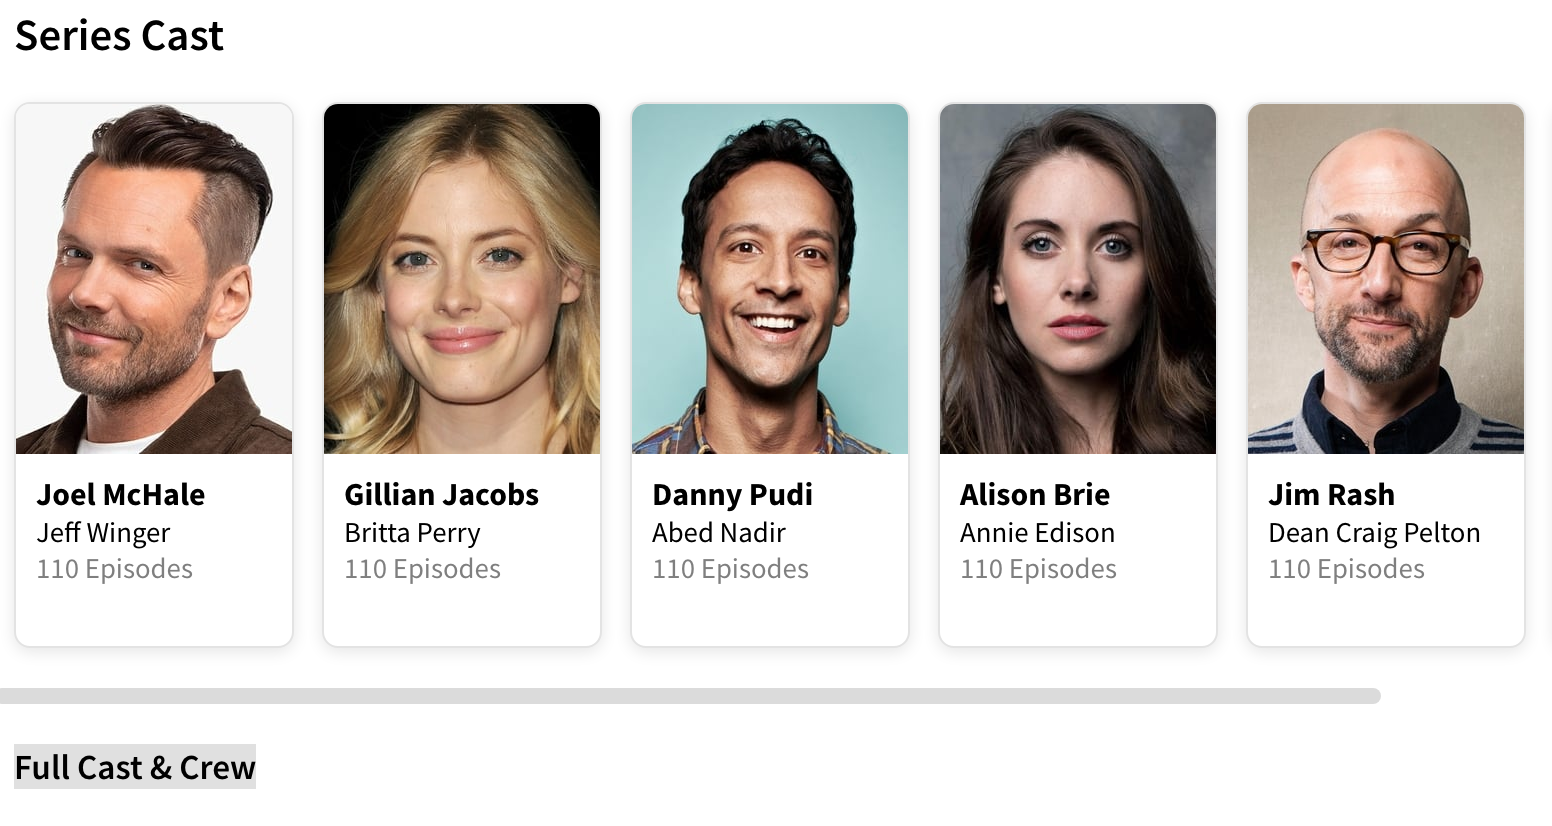 Series Cast
Joel McHale
Jeff Winger
110 Episodes
Gillian Jacobs
Britta Perry
110 Episodes
Danny Pudi
Abed Nadir
110 Episodes
Alison Brie
Annie Edison
110 Episodes
Jim Rash
Dean Craig Pelton
110 Episodes
Full Cast & Crew